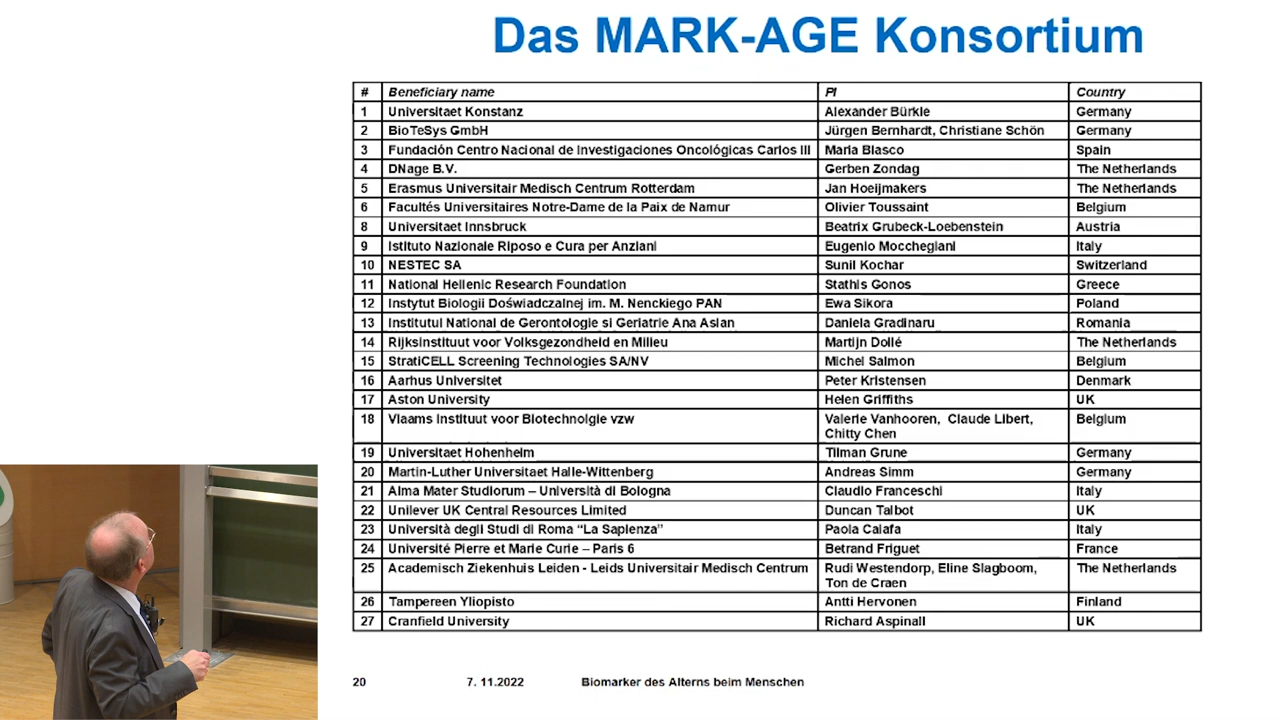 Das MARK-AGE Konsortium
# Beneficiary name PI Country
1 Universitaet Konstanz Alexander Bürkle Germany
2 BioTeSys GmbH Jürgen Bernhardt, Christiane Schön Germany
3 Fundación Centro Nacional de Investigaciones Oncológicas Carlos III Maria Blasco Spain
4 DNage B.V. Gerben Zondag The Netherlands
5 Erasmus Universitair Medisch Centrum Rotterdam Jan Hoeijmakers The Netherlands
6 Facultés Universitaires Notre-Dame de la Paix de Namur Olivier Toussaint Belgium
8 Universitaet Innsbruck Beatrix Grubeck-Loebenstein Austria
9 Istituto Nazionale Riposo e Cura per Anziani Eugenio Mocchegiani Italy
10 NESTEC SA Sunil Kochar Switzerland
11 National Hellenic Research Foundation Stathis Gonos Greece
12 Instytut Biologii Doświadczalnej im. M. Nenckiego PAN Ewa Sikora Poland
13 Institutul National de Gerontologie si Geriatrie Ana Aslan Daniela Gradinaru Romania
14 Rijksinstituut voor Volksgezondheid en Milieu Martijn Dollé The Netherlands
15 StratiCELL Screening Technologies SA/NV Michel Salmon Belgium
16 Aarhus Universitet Peter Kristensen Denmark
17 Aston University Helen Griffiths UK
18 Vlaams Instituut voor Biotechnolgie vzw Valerie Vanhooren, Claude Libert, Belgium
Chitty Chen
19 Universitaet Hohenheim Tilman Grune Germany
20 Martin-Luther Universitaet Halle-Wittenberg Andreas Simm Germany
21 Alma Mater Studiorum – Università di Bologna Claudio Franceschi Italy
22 Unilever UK Central Resources Limited Duncan Talbot UK
23 Università degli Studi di Roma “La Sapienza” Paola Caiafa Italy
24 Université Pierre et Marie Curie – Paris 6 Betrand Friguet France
25 Academisch Ziekenhuis Leiden - Leids Universitair Medisch Centrum Rudi Westendorp, Eline Slagboom, The Netherlands
Ton de Craen
26 Tampereen Yliopisto Antti Hervonen Finland
27 Cranfield University Richard Aspinall UK
20 7. 11.2022 Biomarker des Alterns beim Menschen